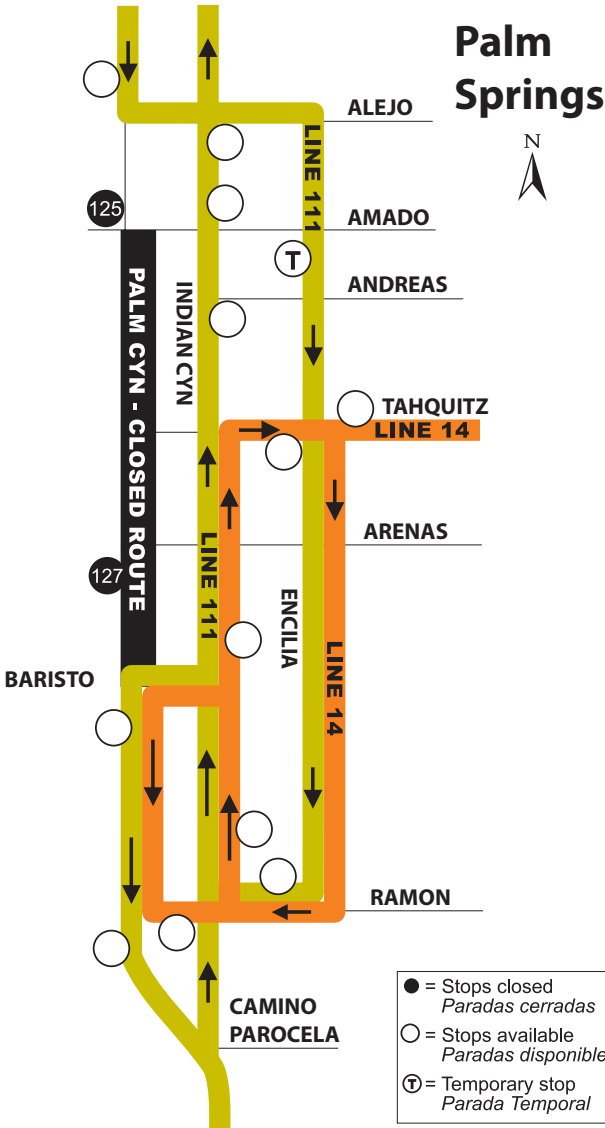 Palm
Springs
N
ALEJO
LINE 111
125
AMADO
T
ANDREAS
PALM CYN - CLOSED ROUTE
INDIAN CYN
TAHQUITZ
LINE 14
ARENAS
127
LINE 111
ENCILIA
LINE 14
BARISTO
RAMON
CAMINO
PAROCELA
= Stops closed
Paradas cerradas
= Stops available
Paradas disponible
T = Temporary stop
Parada Temporal